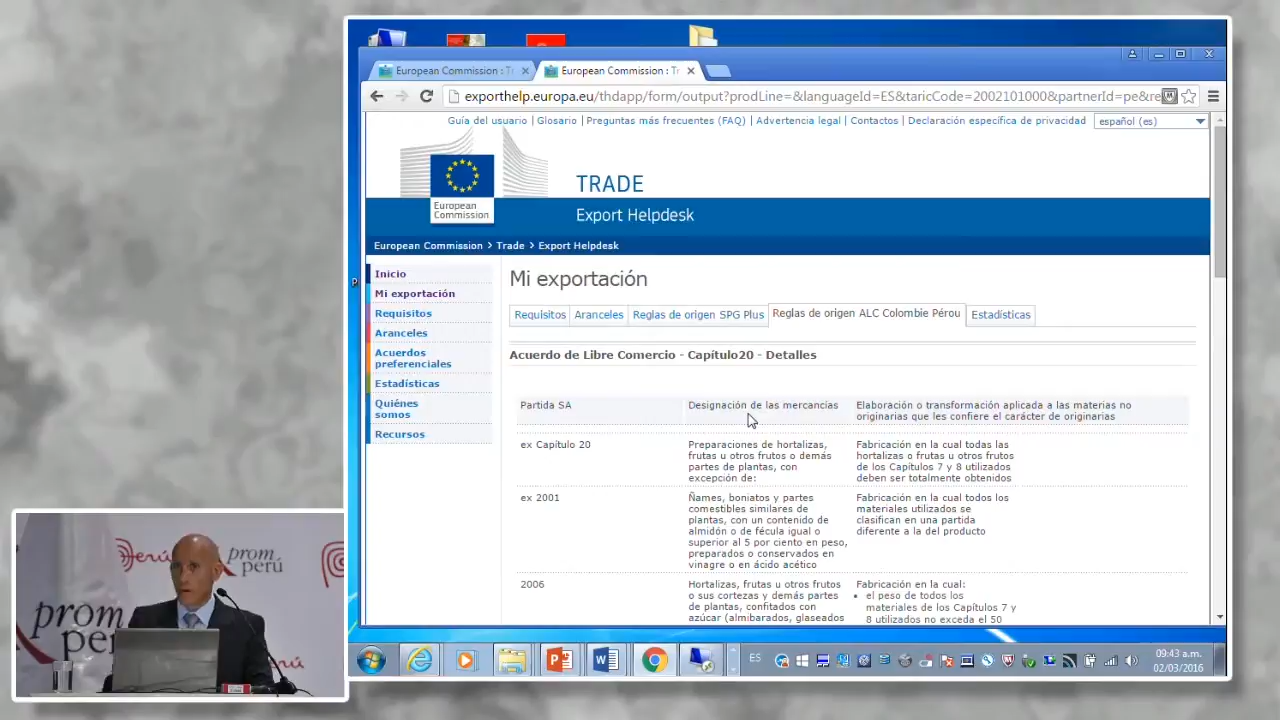 European Commission : Tr
European Commission : Tr
exporthelp.europa.eu/thdapp/form/output?prodLine=&languageId=ES&taricCode=2002101000&partnerId=pe&re
Guía del usuario | Glosario | Preguntas más frecuentes (FAQ) | Advertencia legal | Contactos | Declaración específica de privacidad
español (es)
European
Commission
TRADE
Export Helpdesk
European Commission > Trade > Export Helpdesk
Inicio
Mi exportación
Requisitos
Aranceles
Acuerdos
preferenciales
Estadísticas
Quiénes
somos
Recursos
Mi exportación
Requisitos
Aranceles
Reglas de origen SPG Plus
Reglas de origen ALC Colombie Pérou
Estadísticas
Acuerdo de Libre Comercio - Capítulo20 - Detalles
Partida SA
Designación de las mercancías
Elaboración o transformación aplicada a las materias no
originarias que les confiere el carácter de originarias
ex Capítulo 20
Preparaciones de hortalizas,
frutas u otros frutos o demás
partes de plantas, con
excepción de:
Fabricación en la cual todas las
hortalizas o frutas u otros frutos
de los Capítulos 7 y 8 utilizados
deben ser totalmente obtenidos
ex 2001
Ñames, boniatos y partes
comestibles similares de
plantas, con un contenido de
almidón o de fécula igual o
superior al 5 por ciento en peso,
preparados o conservados en
vinagre o en ácido acético
Fabricación en la cual todos los
materiales utilizados se
clasifican en una partida
diferente a la del producto
2006
Hortalizas, frutas u otros frutos
o sus cortezas y demás partes
de plantas, confitados con
azúcar (almibarados, glaseados
Fabricación en la cual:
• el peso de todos los
materiales de los Capítulos 7 y
8 utilizados no exceda el 50
ES
09:43 a.m.
02/03/2016
Perú
prom
perú
prom
perú